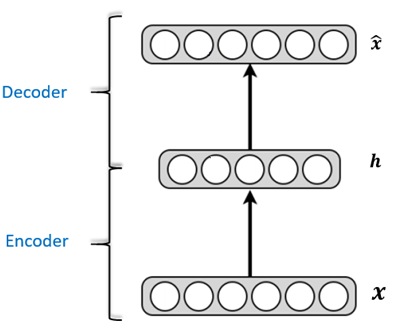 x̂
Decoder
h
Encoder
x